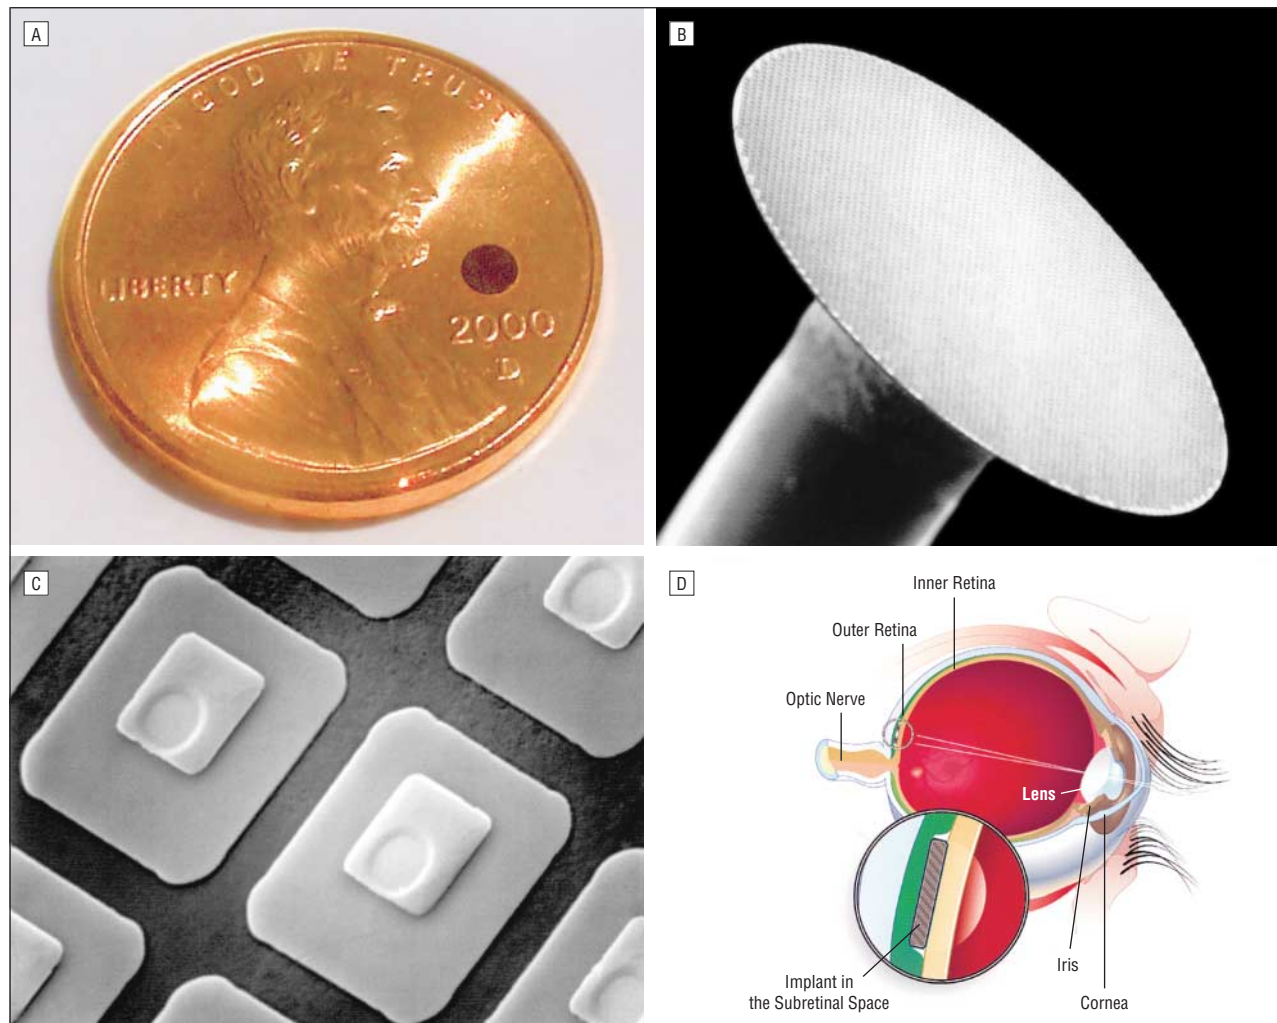 A
IN GOD WE TRUST
LIBERTY
2000
D
B
C
D
Inner Retina
Outer Retina
Optic Nerve
Lens
Iris
Implant in
the Subretinal Space
Cornea